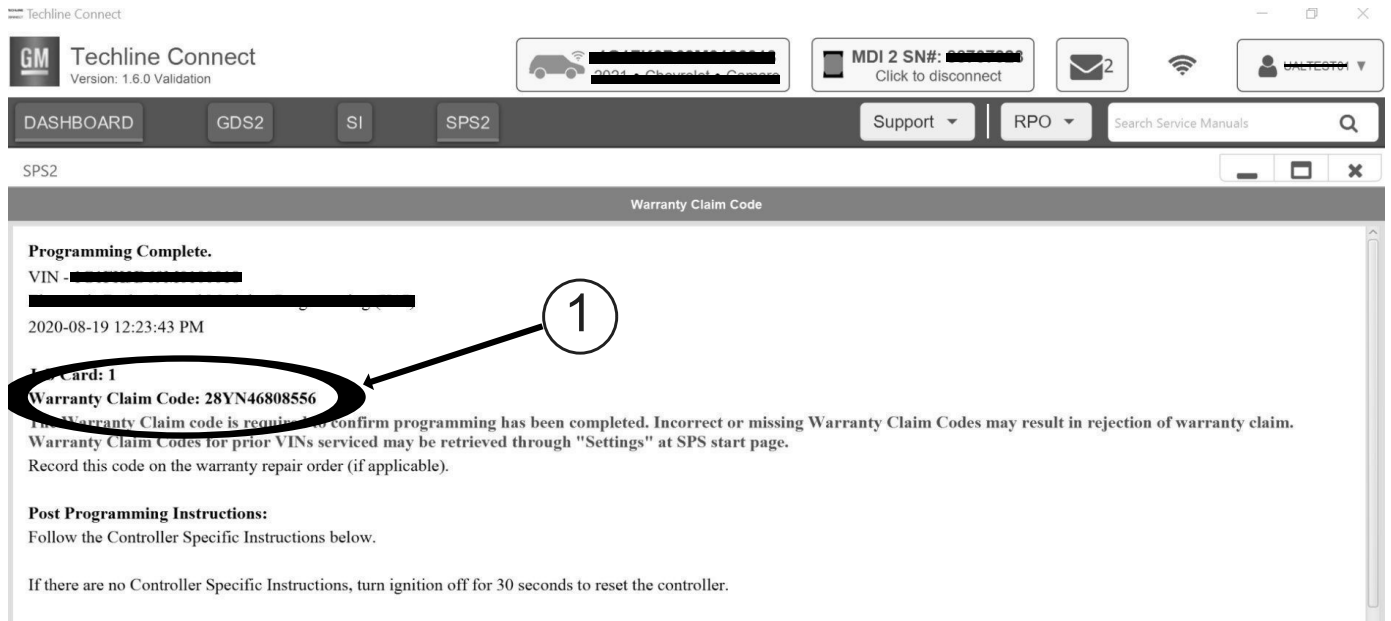 Techline Connect
GM
Techline Connect
Version: 1.6.0 Validation
2021 • Chevrolet • Camaro
MDI 2 SN#:
Click to disconnect
2
UALTEST01
DASHBOARD GDS2 SI SPS2 Support RPO Search Service Manuals
SPS2
Warranty Claim Code
Programming Complete.
VIN -
2020-08-19 12:23:43 PM
1
Card: 1
Warranty Claim Code: 28YN46808556
The Warranty Claim code is required to confirm programming has been completed. Incorrect or missing Warranty Claim Codes may result in rejection of warranty claim.
Warranty Claim Codes for prior VINs serviced may be retrieved through "Settings" at SPS start page.
Record this code on the warranty repair order (if applicable).
Post Programming Instructions:
Follow the Controller Specific Instructions below.
If there are no Controller Specific Instructions, turn ignition off for 30 seconds to reset the controller.